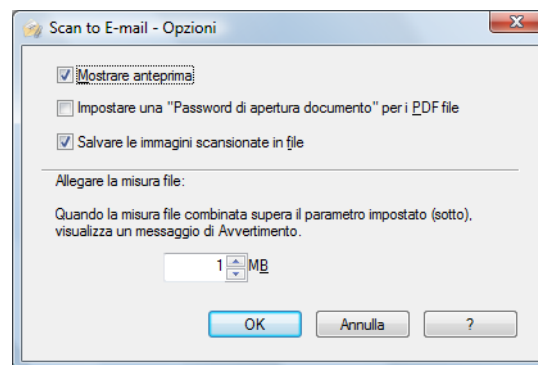 Scan to E-mail - Opzioni
Mostrare anteprima
Impostare una "Password di apertura documento" per i PDF file
Salvare le immagini scansionate in file
Allegare la misura file:
Quando la misura file combinata supera il parametro impostato (sotto),
visualizza un messaggio di Avvertimento.
1 MB
OK Annulla ?